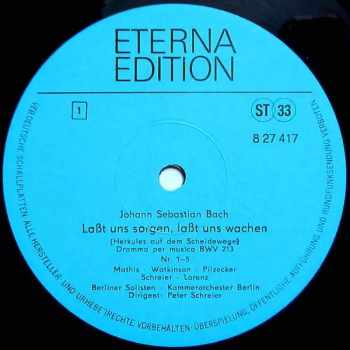 ETERNA
EDITION
1
ST 33
8 27 417
Johann Sebastian Bach
Laßt uns sorgen, laßt uns wachen
(Herkules auf dem Scheidewege)
Dramma per musica BWV 213
Nr. 1-5
Mathis · Watkinson · Pilzecker
Schreier · Lorenz
Berliner Solisten · Kammerorchester Berlin
Dirigent: Peter Schreier
VEB DEUTSCHE SCHALLPLATTEN ALLE HERSTELLER- UND URHEBERRECHTE VORBEHALTEN · ÜBERSPIELUNG, ÖFFENTLICHE AUFFÜHRUNG UND RUNDFUNKSENDUNG VERBOTEN